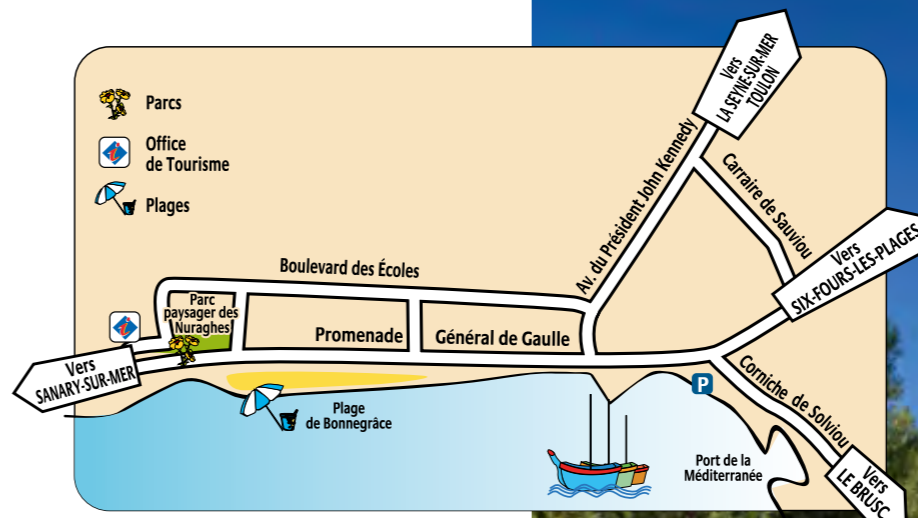 Parcs
Office
de Tourisme
Plages
Vers
LA SEYNE-SUR-MER
TOULON
Av. du Président John Kennedy
Carraire de Sauviou
Vers
SIX-FOURS-LES-PLAGES
Boulevard des Écoles
Parc
paysager des
Nuraghes
i
i
Promenade
Général de Gaulle
Vers
SANARY-SUR-MER
P
Corniche de Solviou
Plage
de Bonnegrâce
Port de la
Méditerranée
Vers
LE BRUSC